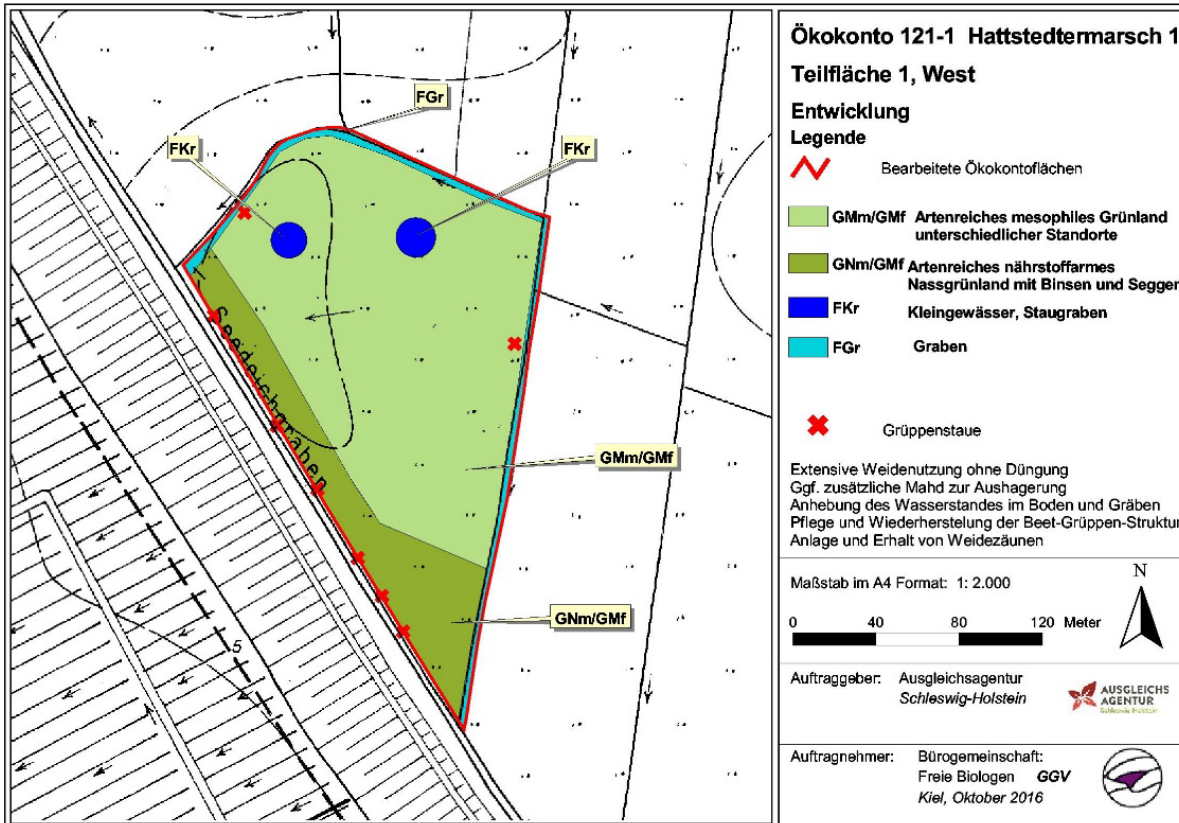 FGr
FKr
FKr
Seedeichgraben
GMm/GMf
GNm/GMf
5
Ökokonto 121-1 Hattstedtermarsch 1
Teilfläche 1, West
Entwicklung
Legende
Bearbeitete Ökokontoflächen
GMm/GMf Artenreiches mesophiles Grünland
unterschiedlicher Standorte
GNm/GMf Artenreiches nährstoffarmes
Nassgrünland mit Binsen und Seggen
FKr Kleingewässer, Staugraben
FGr Graben
Grüppenstaue
Extensive Weidenutzung ohne Düngung
Ggf. zusätzliche Mahd zur Aushagerung
Anhebung des Wasserstandes im Boden und Gräben
Pflege und Wiederherstelung der Beet-Grüppen-Struktur
Anlage und Erhalt von Weidezäunen
Maßstab im A4 Format: 1: 2.000
N
0 40 80 120 Meter
Auftraggeber: Ausgleichsagentur
Schleswig-Holstein
AUSGLEICHS
AGENTUR
Schleswig-Holstein
Auftragnehmer: Bürogemeinschaft:
Freie Biologen GGV
Kiel, Oktober 2016